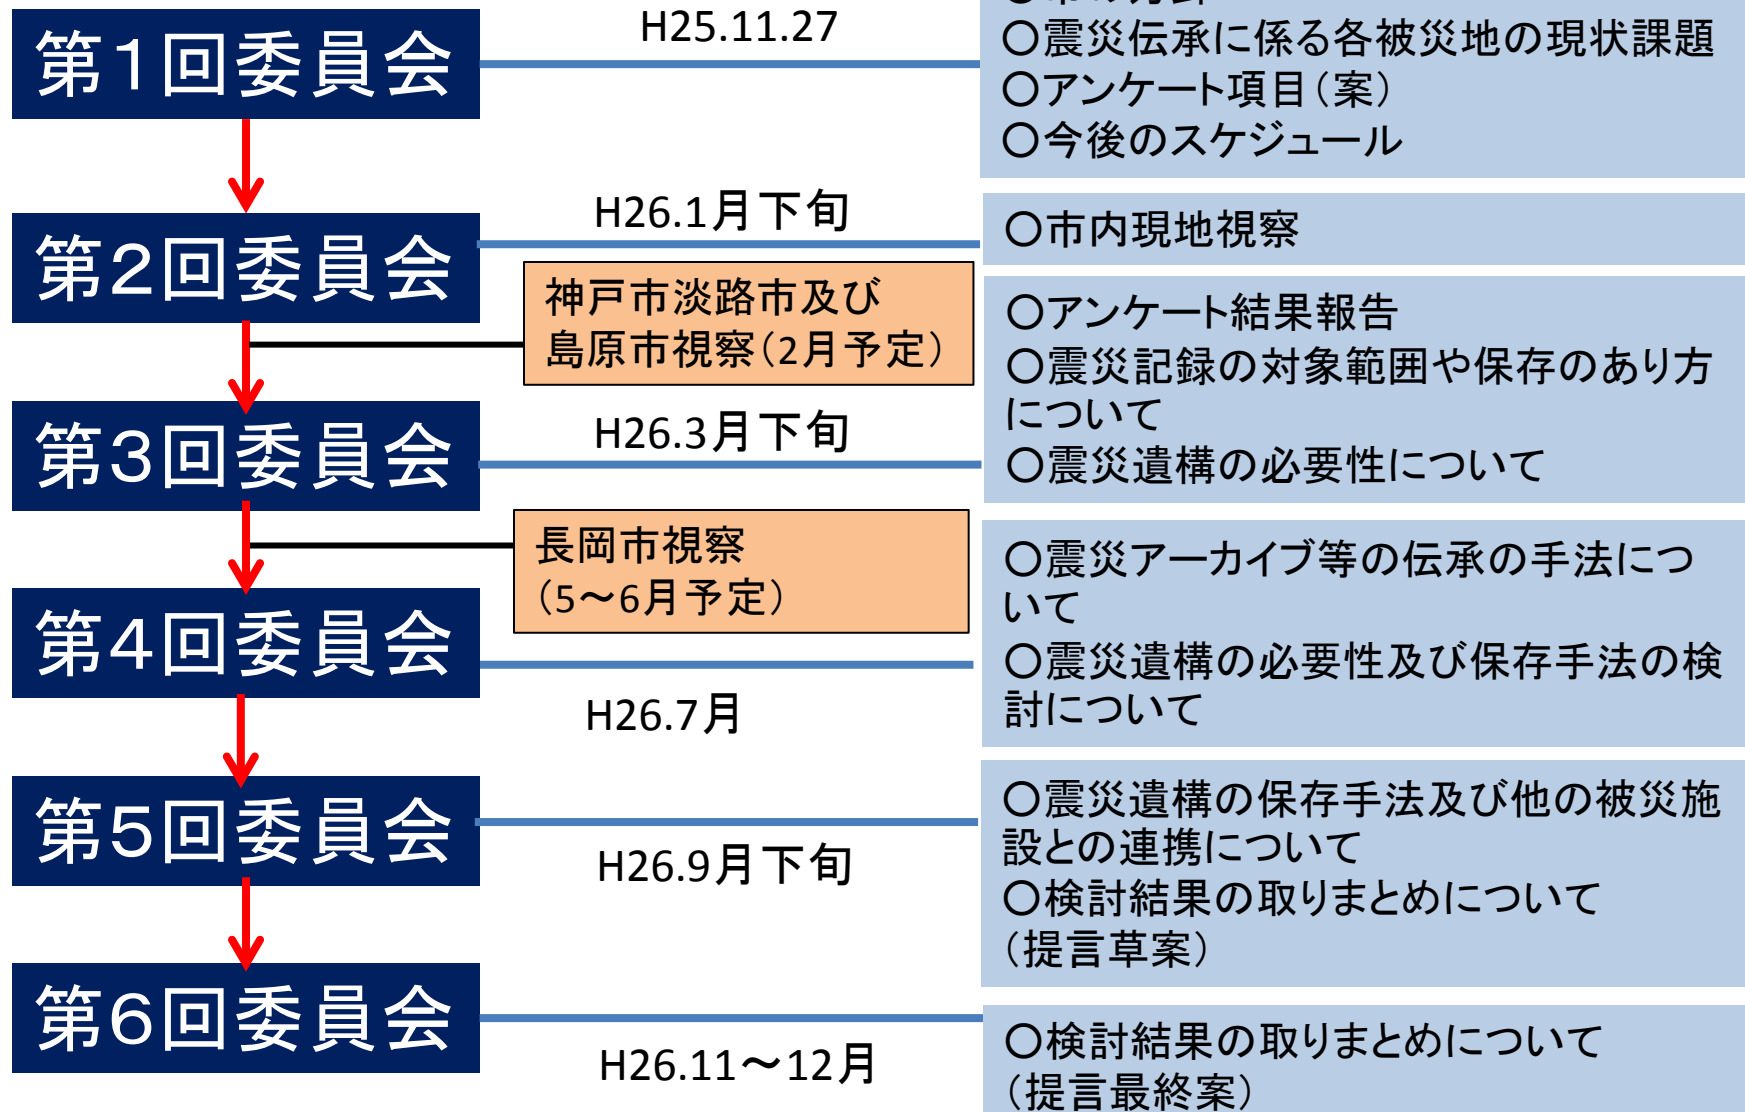 第1回委員会
H25.11.27
○震災伝承に係る各被災地の現状課題
○アンケート項目(案)
○今後のスケジュール
第2回委員会
H26.1月下旬
○市内現地視察
神戸市淡路市及び
島原市視察(2月予定)
第3回委員会
H26.3月下旬
○アンケート結果報告
○震災記録の対象範囲や保存のあり方
について
○震災遺構の必要性について
長岡市視察
(5～6月予定)
第4回委員会
H26.7月
○震災アーカイブ等の伝承の手法につ
いて
○震災遺構の必要性及び保存手法の検
討について
第5回委員会
H26.9月下旬
○震災遺構の保存手法及び他の被災施
設との連携について
○検討結果の取りまとめについて
(提言草案)
第6回委員会
H26.11～12月
○検討結果の取りまとめについて
(提言最終案)